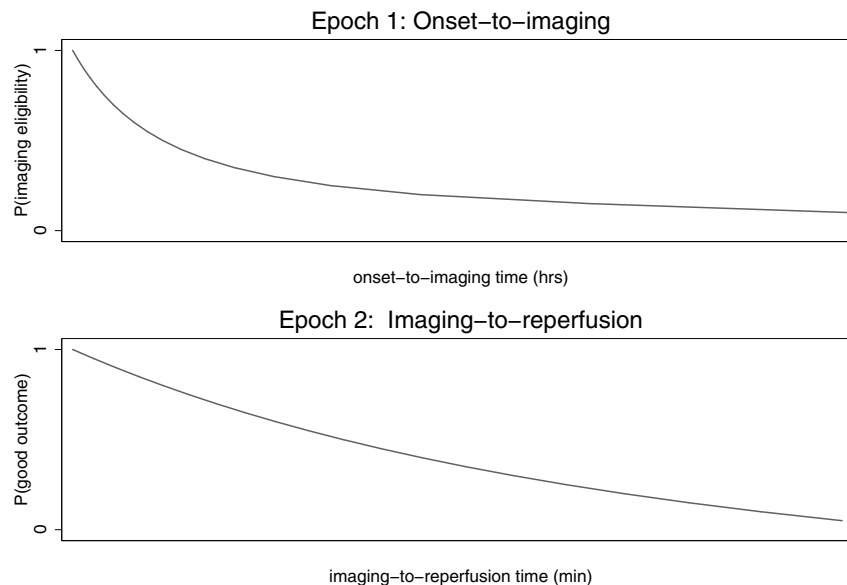 Epoch 1: Onset−to−imaging
P(imaging eligibility)
1
0
onset−to−imaging time (hrs)
Epoch 2:  Imaging−to−reperfusion
P(good outcome)
1
0
imaging−to−reperfusion time (min)